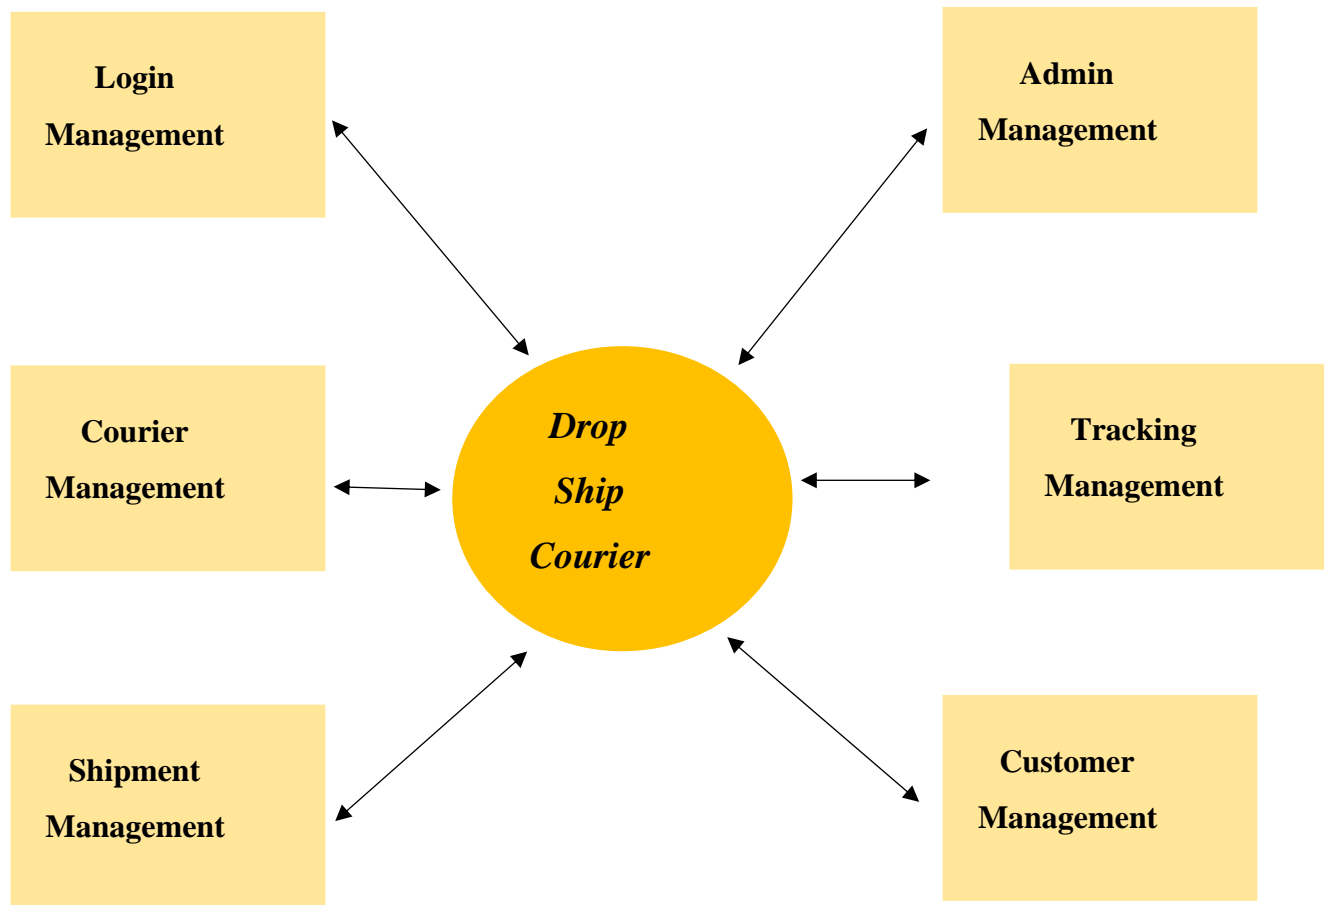 Login
Management
Admin
Management
Courier
Management
Drop
Ship
Courier
Tracking
Management
Shipment
Management
Customer
Management